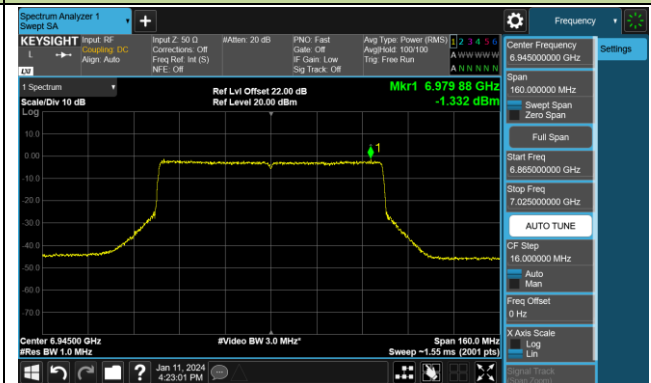 Spectrum Analyzer 1
Swept SA
+
Frequency
KEYSIGHT
L
LXI
Input: RF
Coupling: DC
Align: Auto
Input Z: 50 Ω
Corrections: Off
Freq Ref: Int (S)
NFE: Off
#Atten: 20 dB
PNO: Fast
Gate: Off
IF Gain: Low
Sig Track: Off
Avg Type: Power (RMS)
Avg|Hold: 100/100
Trig: Free Run
1 2 3 4 5 6
A W W W W W
A N N N N N
Center Frequency
6.945000000 GHz
Settings
Span
160.000000 MHz
Swept Span
Zero Span
Full Span
Start Freq
6.865000000 GHz
Stop Freq
7.025000000 GHz
AUTO TUNE
CF Step
16.000000 MHz
Auto
Man
Freq Offset
0 Hz
X Axis Scale
Log
Lin
Signal Track
(Span Zoom)
1 Spectrum
Scale/Div 10 dB
Log
Ref Lvl Offset 22.00 dB
Ref Level 20.00 dBm
Mkr1 6.979 88 GHz
-1.332 dBm
1
10.0
0.00
-10.0
-20.0
-30.0
-40.0
-50.0
-60.0
-70.0
Center 6.94500 GHz
#Res BW 1.0 MHz
#Video BW 3.0 MHz*
Span 160.0 MHz
Sweep ~1.55 ms (2001 pts)
?
Jan 11, 2024
4:23:01 PM